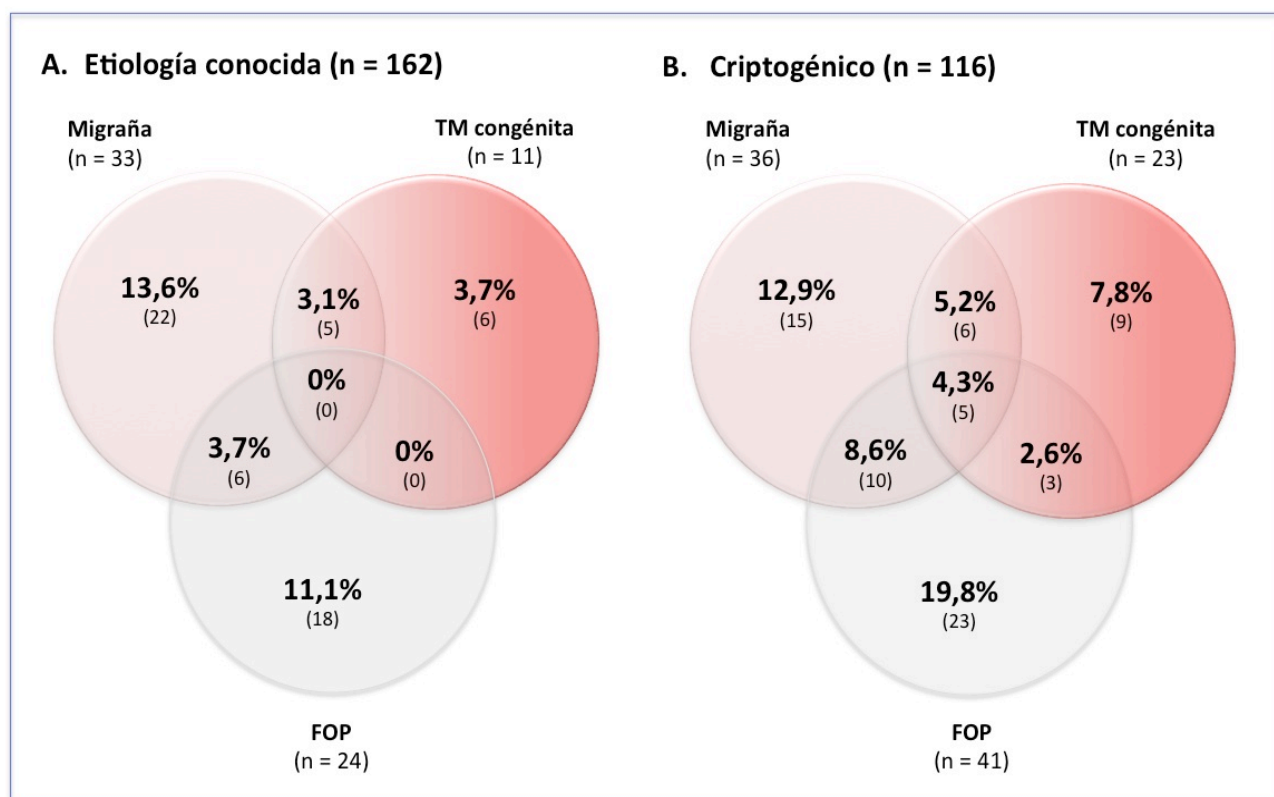 A. Etiología conocida (n = 162)
Migraña
(n = 33)
TM congénita
(n = 11)
13,6%
(22)
3,1%
(5)
3,7%
(6)
0%
(0)
3,7%
(6)
0%
(0)
11,1%
(18)
FOP
(n = 24)
B. Criptogénico (n = 116)
Migraña
(n = 36)
TM congénita
(n = 23)
12,9%
(15)
5,2%
(6)
7,8%
(9)
4,3%
(5)
8,6%
(10)
2,6%
(3)
19,8%
(23)
FOP
(n = 41)